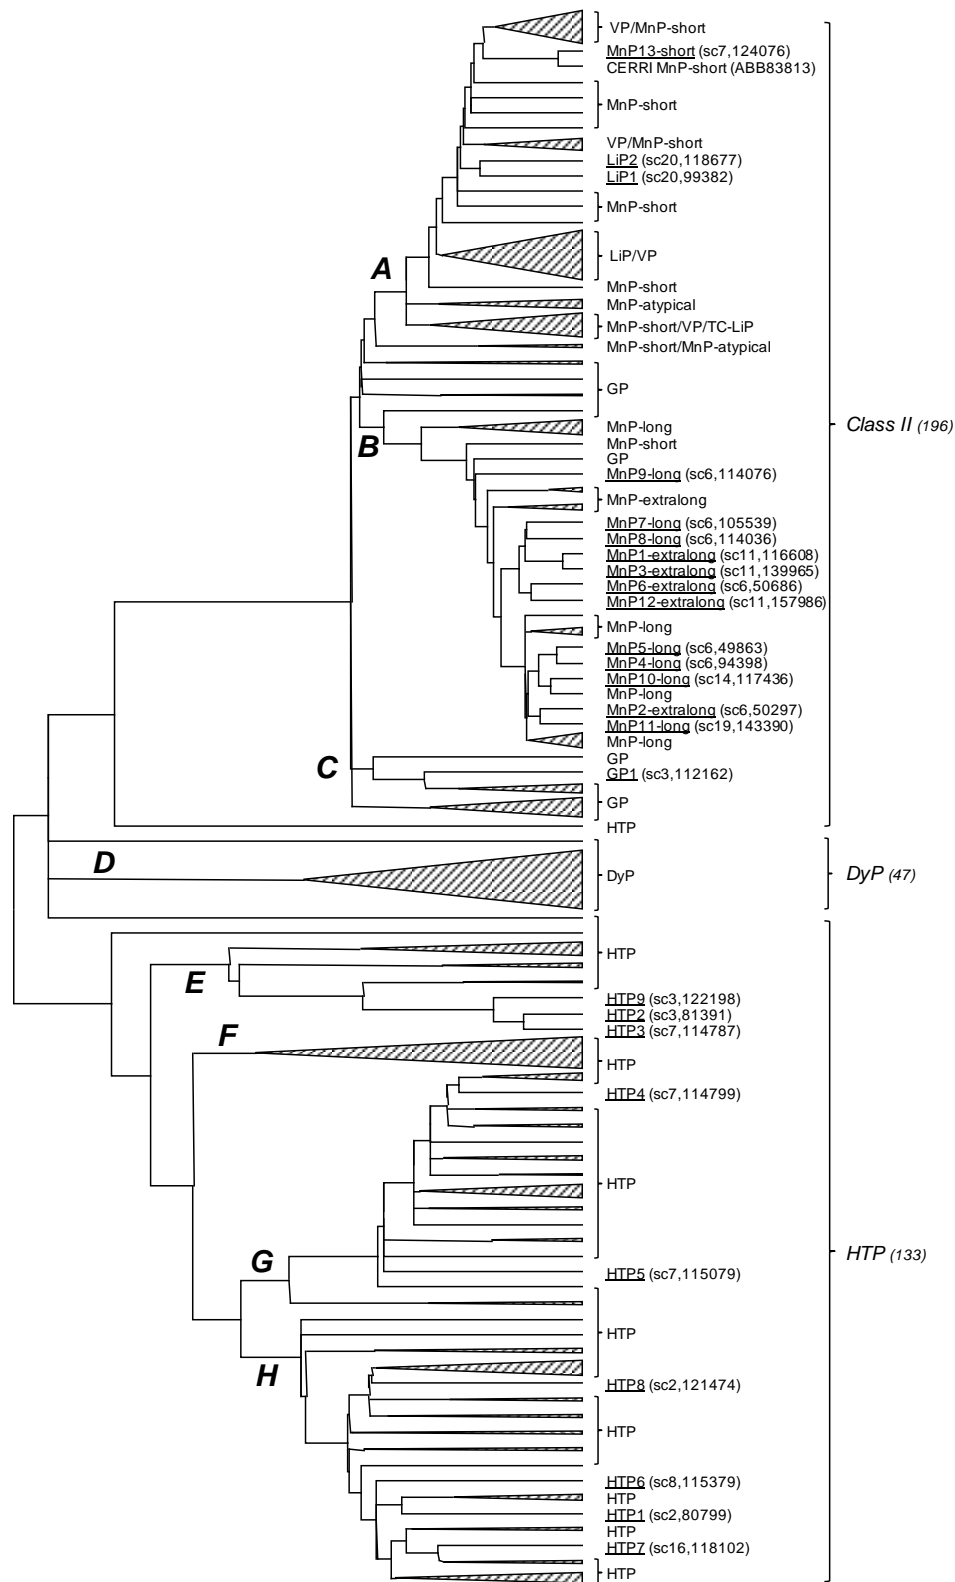 VP/MnP-short
MnP13-short (sc7,124076)
CERRI MnP-short (ABB83813)
MnP-short
VP/MnP-short
LiP2 (sc20,118677)
LiP1 (sc20,99382)
MnP-short
LiP/VP
A
MnP-short
MnP-atypical
MnP-short/VP/TC-LiP
MnP-short/MnP-atypical
GP
Class II (196)
MnP-long
B
MnP-short
GP
MnP9-long (sc6,114076)
MnP-extralong
MnP7-long (sc6,105539)
MnP8-long (sc6,114036)
MnP1-extralong (sc11,116608)
MnP3-extralong (sc11,139965)
MnP6-extralong (sc6,50686)
MnP12-extralong (sc11,157986)
MnP-long
MnP5-long (sc6,49863)
MnP4-long (sc6,94398)
MnP10-long (sc14,117436)
MnP-long
MnP2-extralong (sc6,50297)
MnP11-long (sc19,143390)
MnP-long
GP
C
GP1 (sc3,112162)
GP
HTP
D
DyP
DyP (47)
HTP
E
HTP9 (sc3,122198)
HTP2 (sc3,81391)
HTP3 (sc7,114787)
F
HTP
HTP4 (sc7,114799)
HTP
HTP (133)
G
HTP5 (sc7,115079)
HTP
H
HTP8 (sc2,121474)
HTP
HTP6 (sc8,115379)
HTP
HTP1 (sc2,80799)
HTP
HTP7 (sc16,118102)
HTP